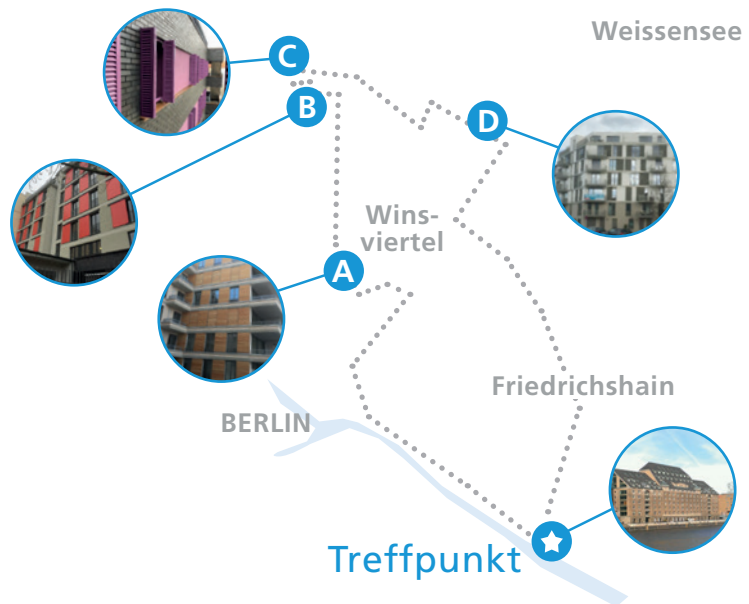 Weissensee
C
B
D
Wins-
viertel
A
Friedrichshain
BERLIN
Treffpunkt